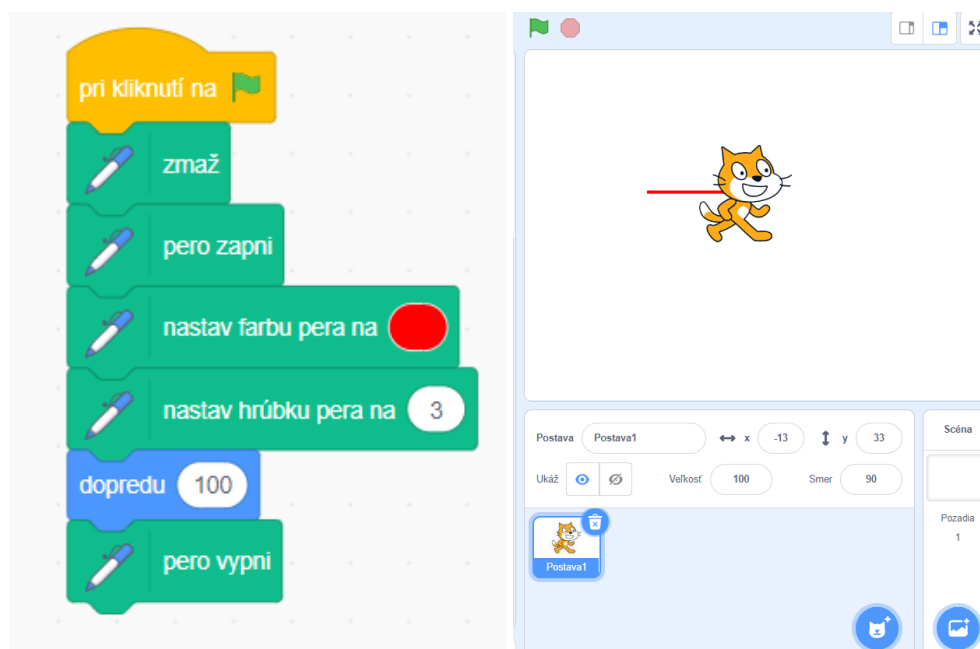 pri kliknutí na
zmaž
pero zapni
nastav farbu pera na
nastav hrúbku pera na 3
dopredu 100
pero vypni
Postava Postava1 x -13 y 33
Ukáž Veľkosť 100 Smer 90
Postava1
Scéna
Pozadia
1